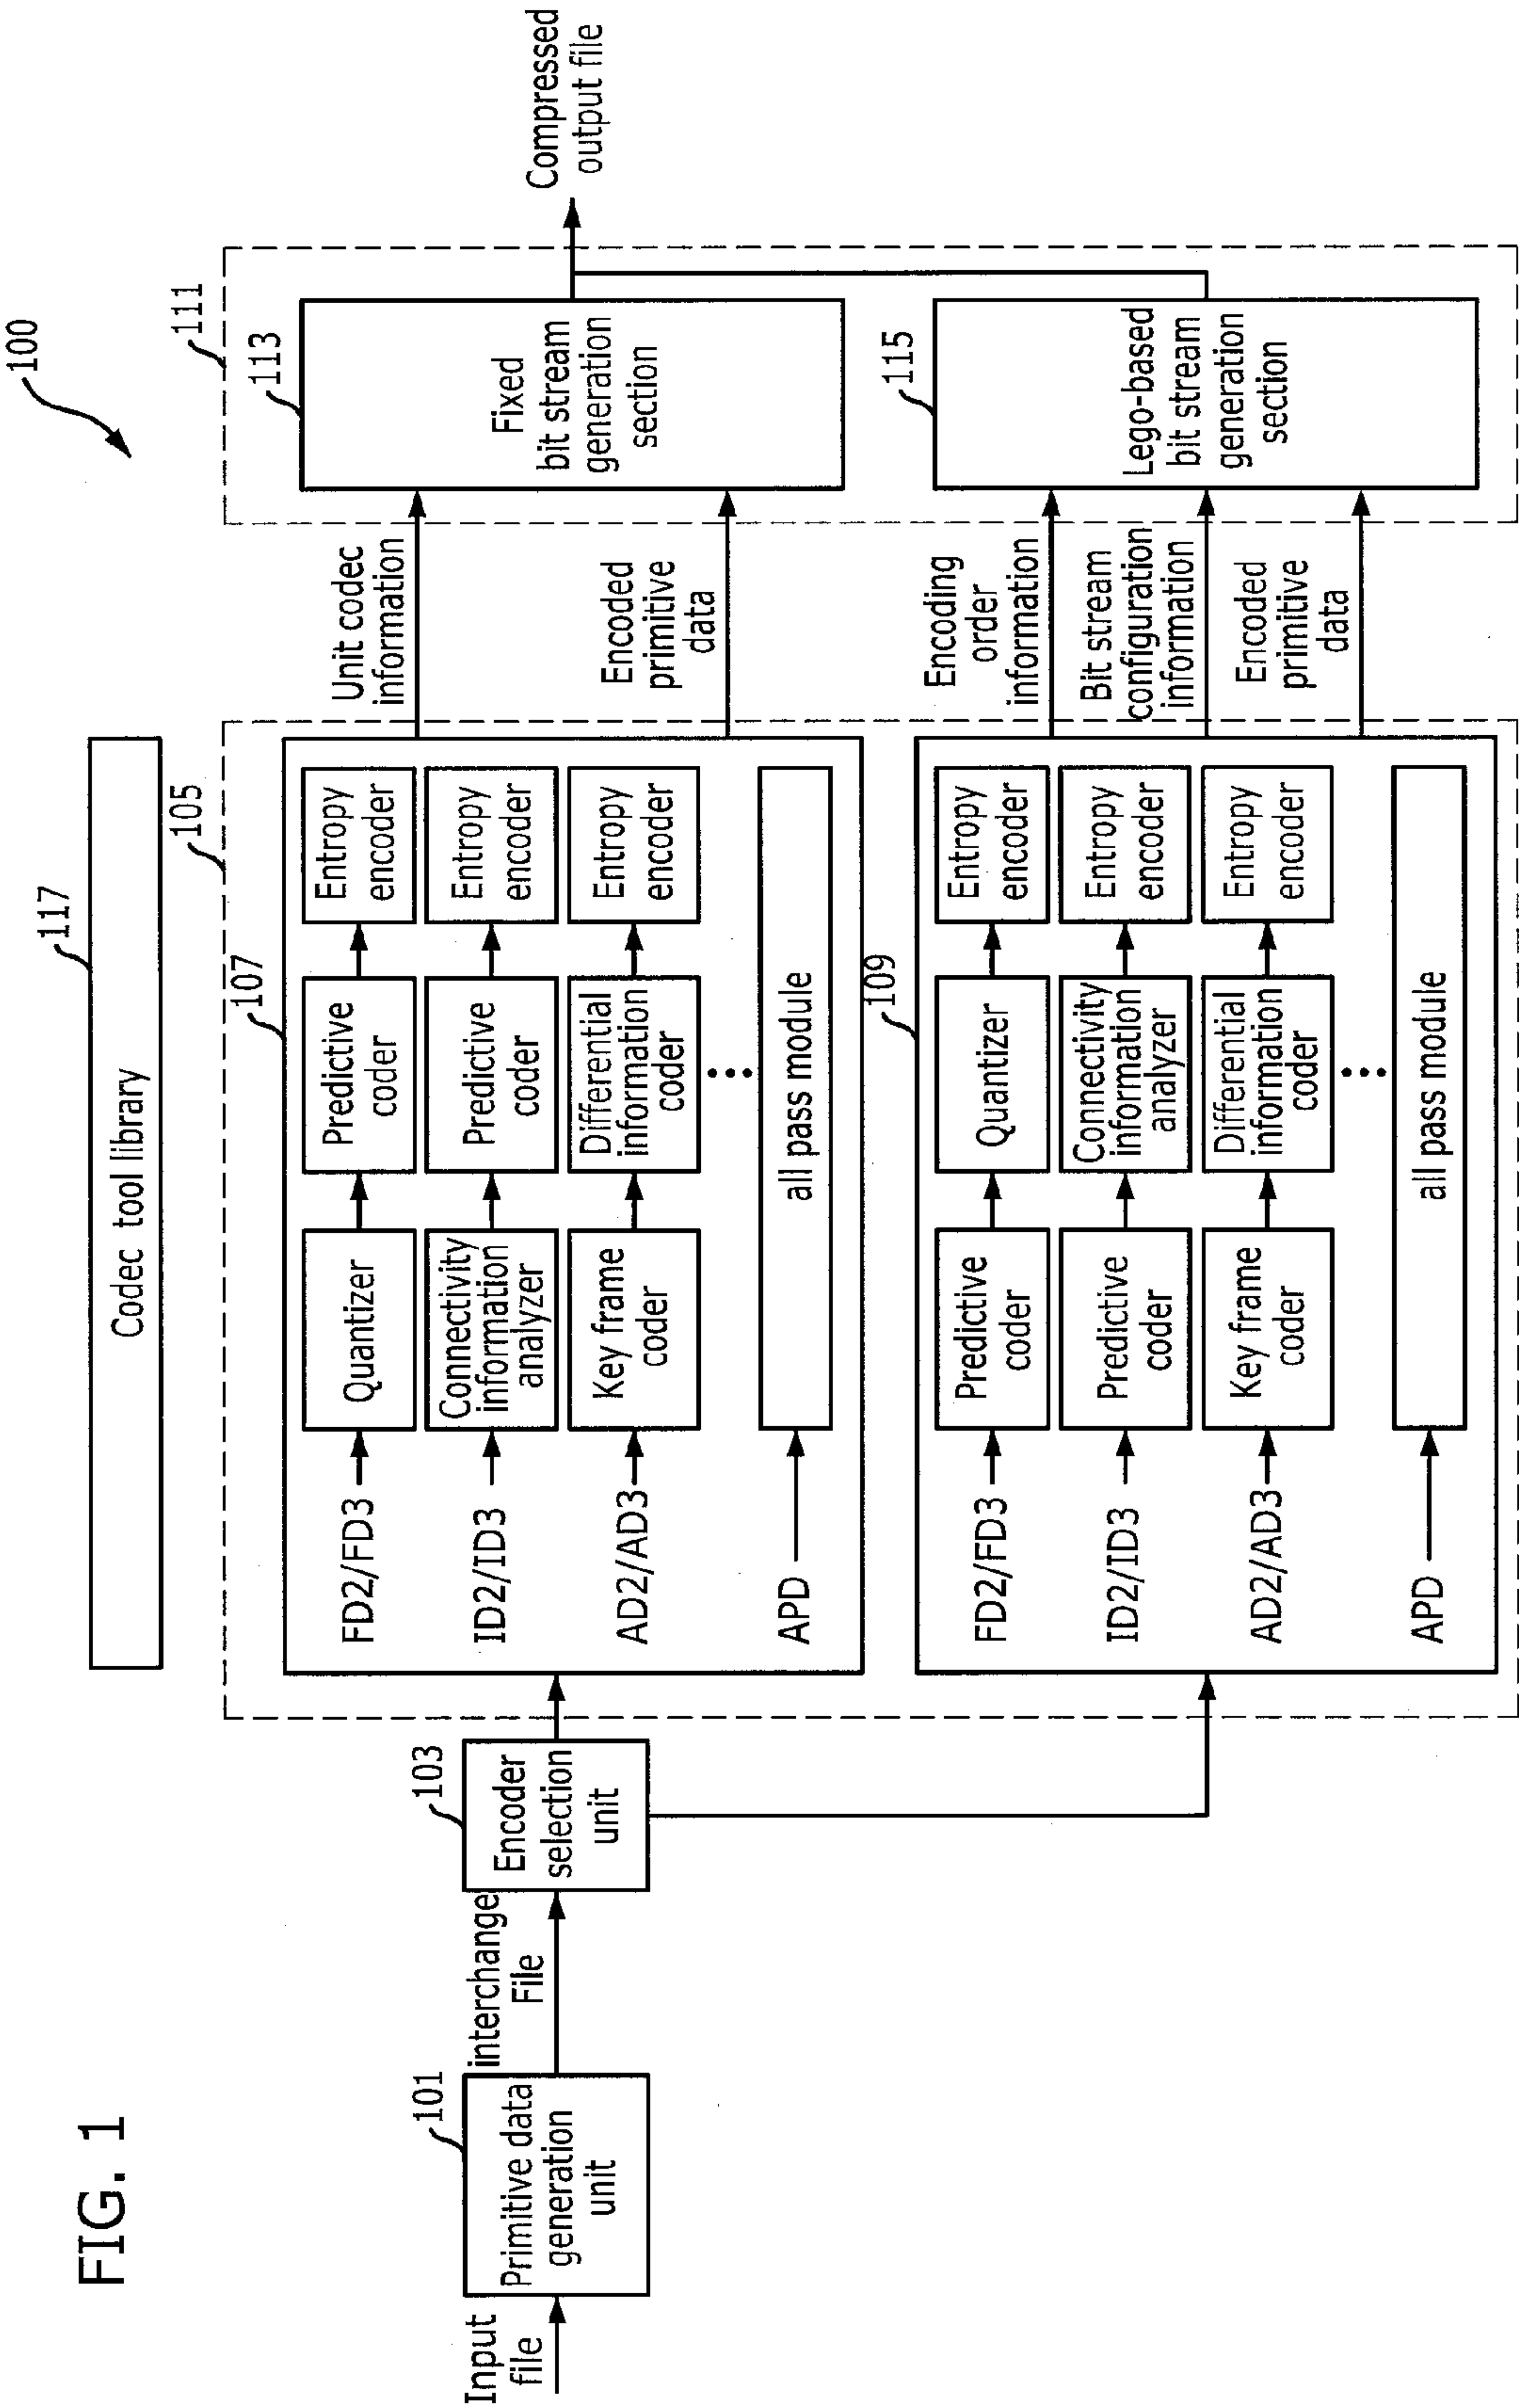 FIG. 1
100
117
Codec tool library
Input
file
101
Primitive data
generation
unit
interchange
File
103
Encoder
selection
unit
105
107
FD2/FD3
Quantizer
Predictive
coder
Entropy
encoder
ID2/ID3
Connectivity
information
analyzer
Predictive
coder
Entropy
encoder
AD2/AD3
Key frame
coder
Differential
information
coder
Entropy
encoder
APD
all pass module
109
FD2/FD3
Predictive
coder
Quantizer
Entropy
encoder
ID2/ID3
Predictive
coder
Connectivity
information
analyzer
Entropy
encoder
AD2/AD3
Key frame
coder
Differential
information
coder
Entropy
encoder
APD
all pass module
Unit codec
information
Encoded
primitive
data
Encoding
order
information
Bit stream
configuration
information
Encoded
primitive
data
111
113
Fixed
bit stream
generation
section
115
Lego-based
bit stream
generation
section
Compressed
output file